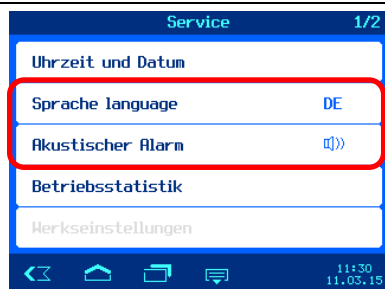 Service 1/2
Uhrzeit und Datum
Sprache language DE
Akustischer Alarm
Betriebsstatistik
Werkseinstellungen
11:30
11.03.15